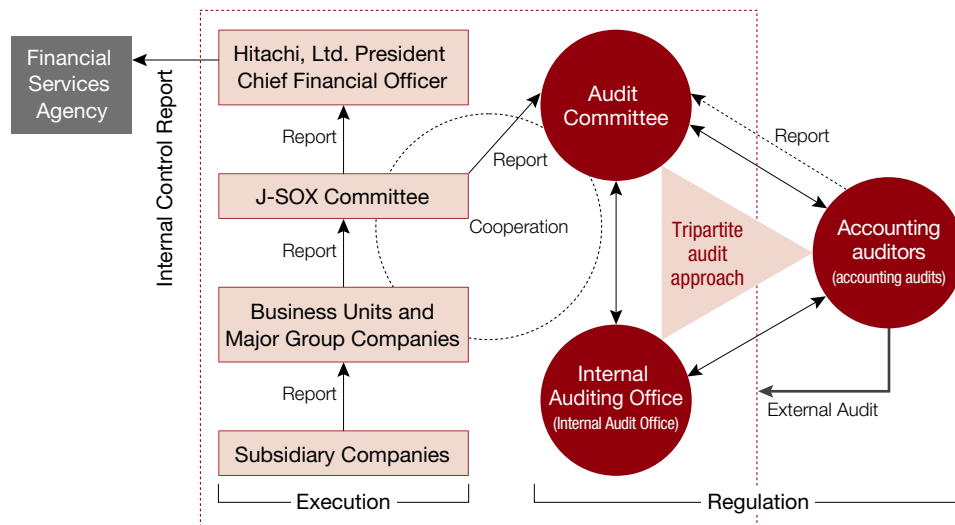 Financial
Services
Agency
Internal Control Report
Hitachi, Ltd. President
Chief Financial Officer
Report
J-SOX Committee
Report
Business Units and
Major Group Companies
Report
Subsidiary Companies
Execution
Report
Cooperation
Audit
Committee
Report
Tripartite
audit
approach
Accounting
auditors
(accounting audits)
Internal
Auditing Office
(Internal Audit Office)
External Audit
Regulation